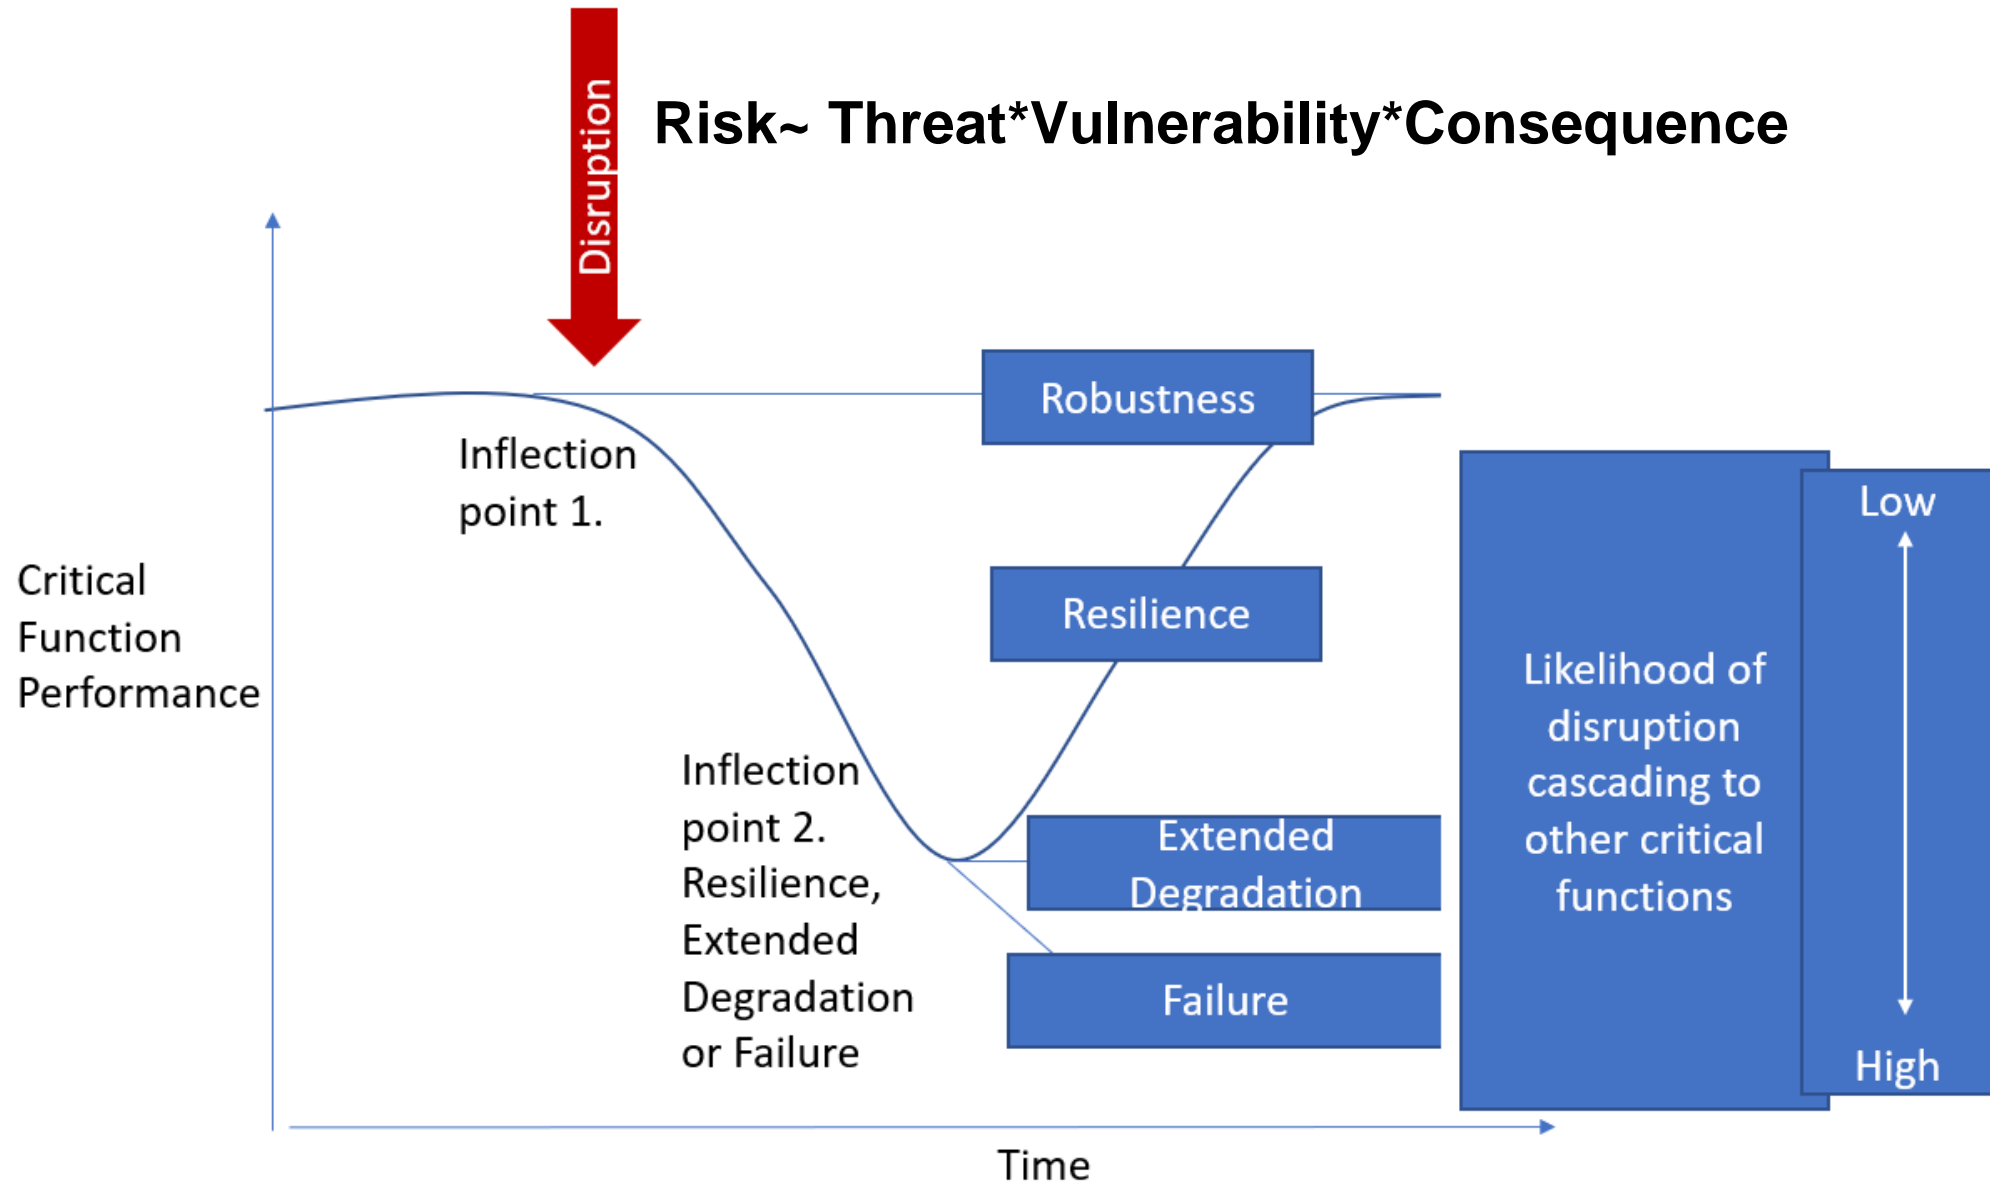 Disruption
Risk~ Threat*Vulnerability*Consequence
Robustness
Inflection
point 1.
Critical
Function
Performance
Resilience
Inflection
point 2.
Resilience,
Extended
Degradation
or Failure
Extended
Degradation
Failure
Likelihood of
disruption
cascading to
other critical
functions
Low
High
Time